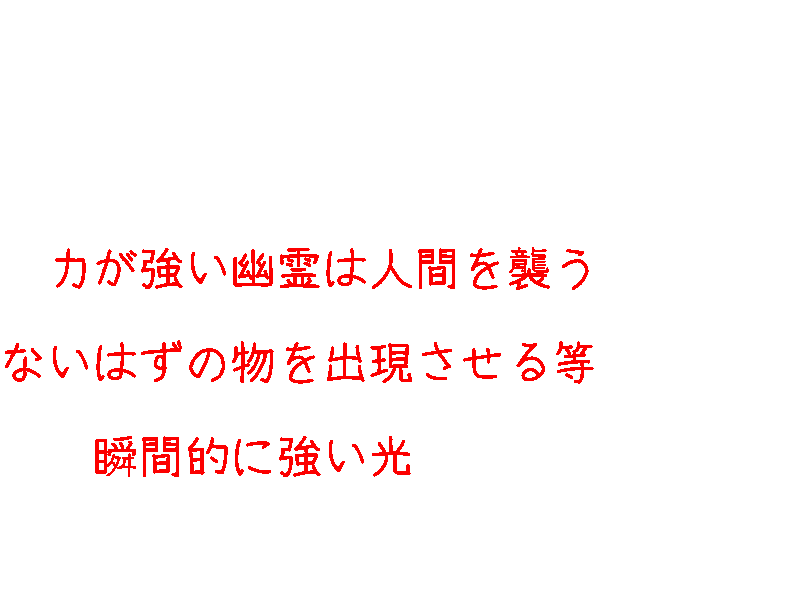 力が強い幽霊は人間を襲う
ないはずの物を出現させる等
瞬間的に強い光